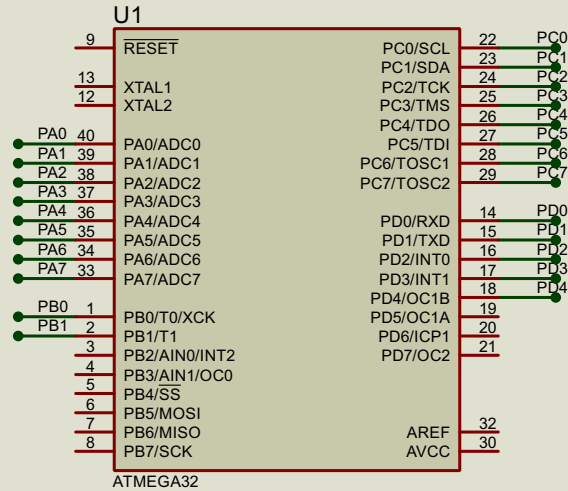 U1
9 RESET
13 XTAL1
12 XTAL2
PA0 40 PA0/ADC0
PA1 39 PA1/ADC1
PA2 38 PA2/ADC2
PA3 37 PA3/ADC3
PA4 36 PA4/ADC4
PA5 35 PA5/ADC5
PA6 34 PA6/ADC6
PA7 33 PA7/ADC7
PB0 1 PB0/T0/XCK
PB1 2 PB1/T1
3 PB2/AIN0/INT2
4 PB3/AIN1/OC0
5 PB4/SS
6 PB5/MOSI
7 PB6/MISO
8 PB7/SCK
PC0/SCL 22 PC0
PC1/SDA 23 PC1
PC2/TCK 24 PC2
PC3/TMS 25 PC3
PC4/TDO 26 PC4
PC5/TDI 27 PC5
PC6/TOSC1 28 PC6
PC7/TOSC2 29 PC7
PD0/RXD 14 PD0
PD1/TXD 15 PD1
PD2/INT0 16 PD2
PD3/INT1 17 PD3
PD4/OC1B 18 PD4
PD5/OC1A 19
PD6/ICP1 20
PD7/OC2 21
AREF 32
AVCC 30
ATMEGA32